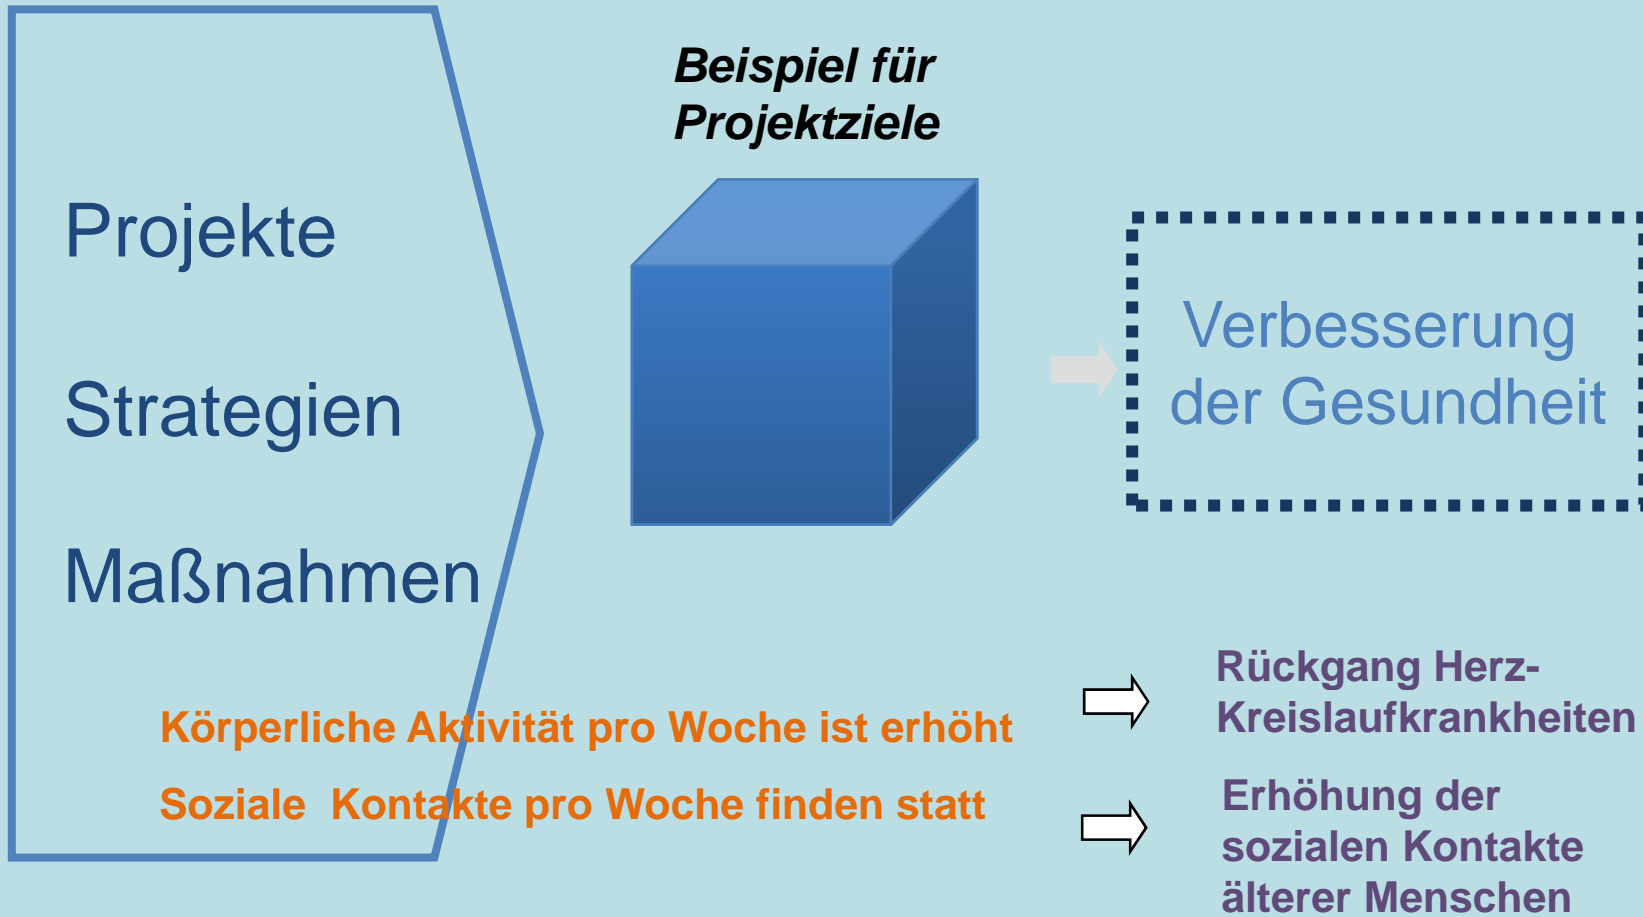 Beispiel für
Projektziele
Projekte
Strategien
Maßnahmen
Verbesserung
der Gesundheit
Körperliche Aktivität pro Woche ist erhöht
Rückgang Herz-
Kreislaufkrankheiten
Soziale  Kontakte pro Woche finden statt
Erhöhung der
sozialen Kontakte
älterer Menschen